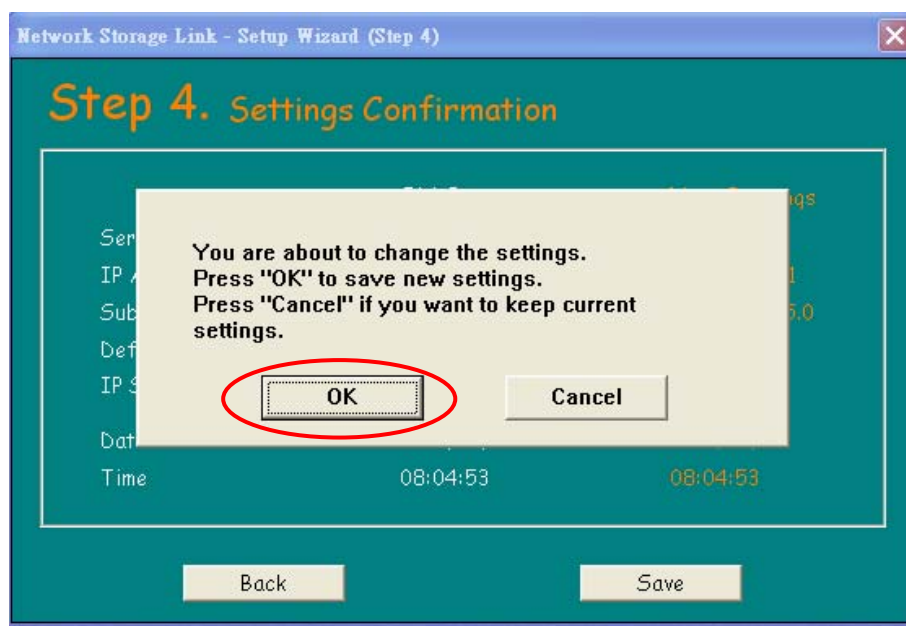 Network Storage Link - Setup Wizard (Step 4)
Step 4. Settings Confirmation
You are about to change the settings.
Press "OK" to save new settings.
Press "Cancel" if you want to keep current
settings.
OK Cancel
IP
Time 08:04:53 08:04:53
Back Save